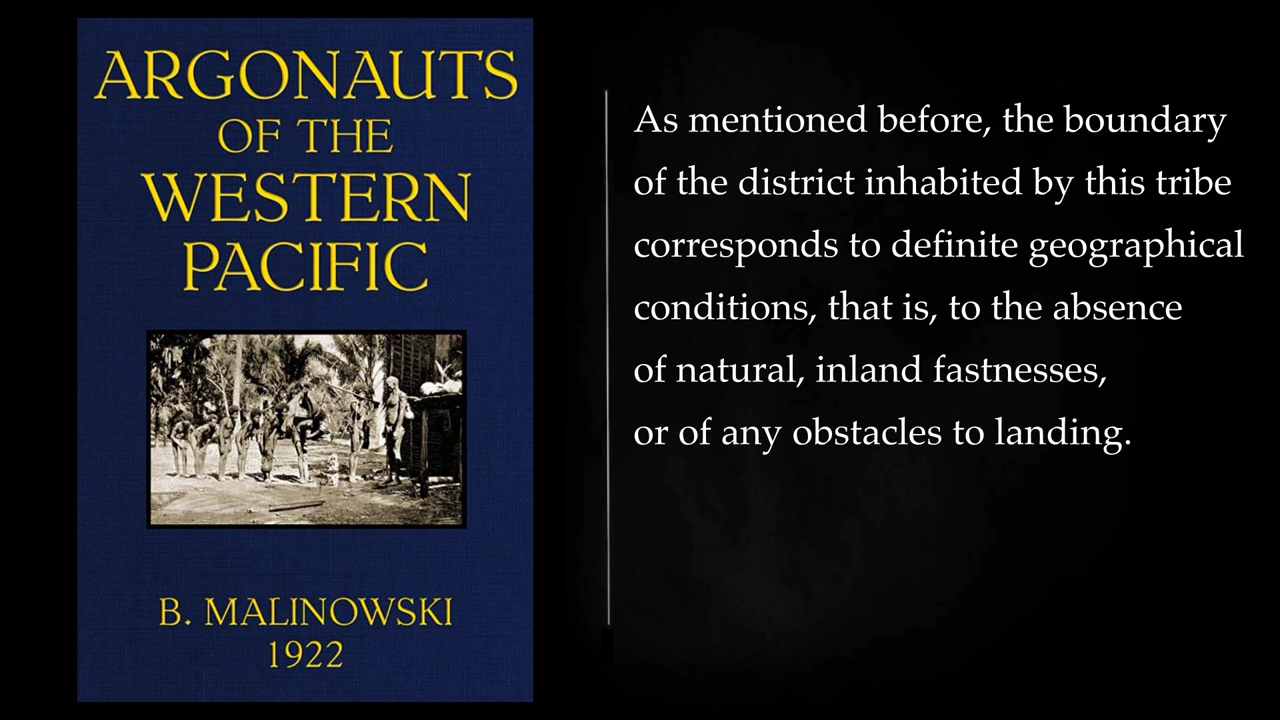 ARGONAUTS
OF THE
WESTERN
PACIFIC
B. MALINOWSKI
1922
As mentioned before, the boundary
of the district inhabited by this tribe
corresponds to definite geographical
conditions, that is, to the absence
of natural, inland fastnesses,
or of any obstacles to landing.